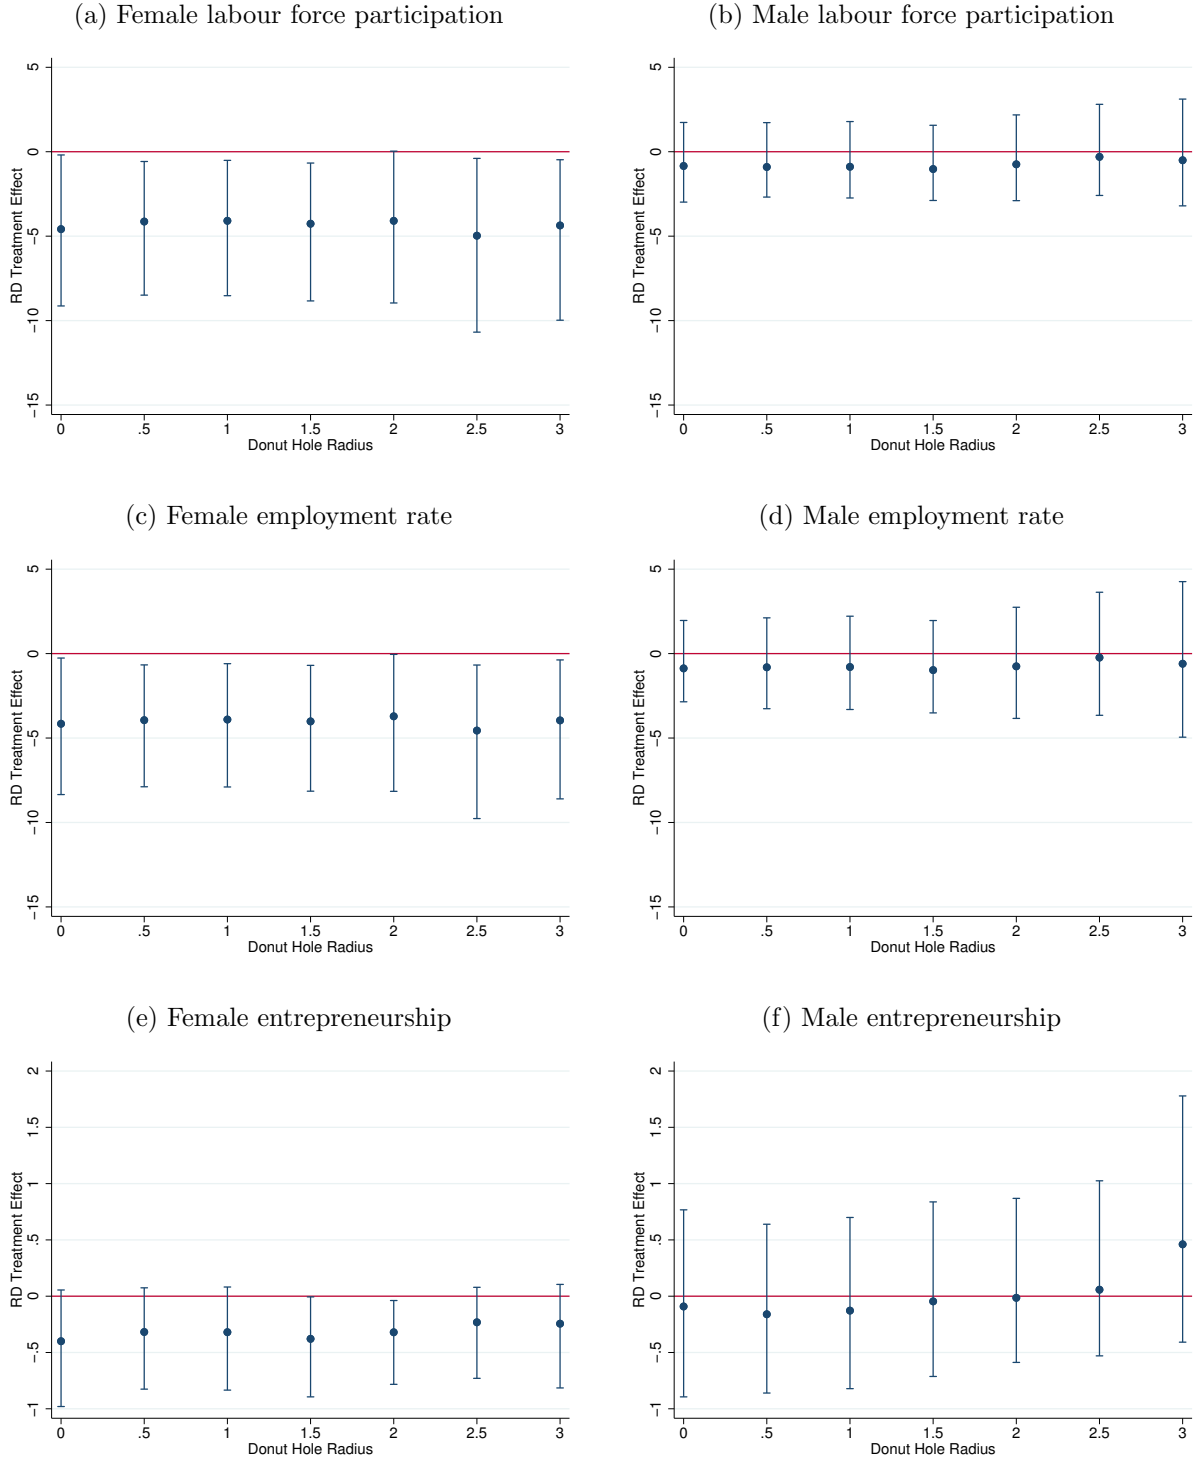 (a) Female labour force participation
RD Treatment Effect
5
0
−5
−10
−15
0 .5 1 1.5 2 2.5 3
Donut Hole Radius
(b) Male labour force participation
RD Treatment Effect
5
0
−5
−10
−15
0 .5 1 1.5 2 2.5 3
Donut Hole Radius
(c) Female employment rate
RD Treatment Effect
5
0
−5
−10
−15
0 .5 1 1.5 2 2.5 3
Donut Hole Radius
(d) Male employment rate
RD Treatment Effect
5
0
−5
−10
−15
0 .5 1 1.5 2 2.5 3
Donut Hole Radius
(e) Female entrepreneurship
RD Treatment Effect
2
1.5
1
.5
0
−.5
−1
0 .5 1 1.5 2 2.5 3
Donut Hole Radius
(f) Male entrepreneurship
RD Treatment Effect
2
1.5
1
.5
0
−.5
−1
0 .5 1 1.5 2 2.5 3
Donut Hole Radius